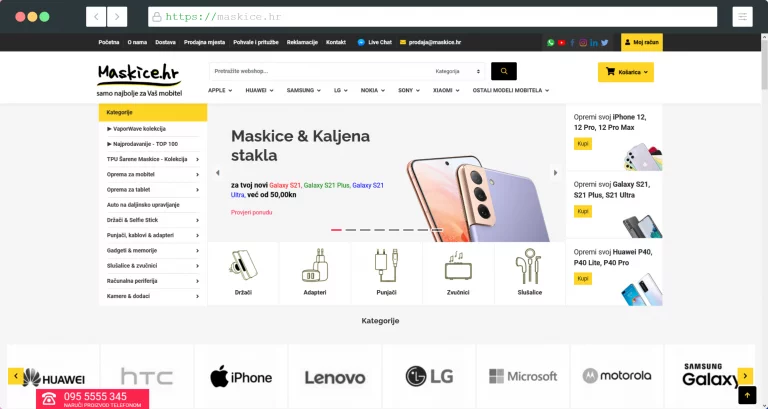 https://maskice.hr
Početna O nama Dostava Prodajna mjesta Pohvale i pritužbe Reklamacije Kontakt Live Chat prodaja@maskice.hr Moj račun
Maskice.hr
samo najbolje za Vaš mobitel
Pretražite webshop... Kategorija
Košarica
APPLE HUAWEI SAMSUNG LG NOKIA SONY XIAOMI OSTALI MODELI MOBITELA
Kategorije
▶ VaporWave kolekcija
▶ Najprodavanije - TOP 100
TPU Šarene Maskice - Kolekcija
Oprema za mobitel
Oprema za tablet
Auto na daljinsko upravljanje
Držači & Selfie Stick
Punjači, kablovi & adapteri
Gadgeti & memorije
Slušalice & zvučnici
Računalna periferija
Kamere & dodaci
Maskice & Kaljena
stakla
za tvoj novi Galaxy S21, Galaxy S21 Plus, Galaxy S21
Ultra, već od 50,00kn
Provjeri ponudu
Opremi svoj iPhone 12,
12 Pro, 12 Pro Max
Kupi
Opremi svoj Galaxy S21,
S21 Plus, S21 Ultra
Kupi
Opremi svoj Huawei P40,
P40 Lite, P40 Pro
Kupi
Držači
Adapteri
Punjači
Zvučnici
Slušalice
Kategorije
HUAWEI
hTC
iPhone
Lenovo
LG
Microsoft
motorola
SAMSUNG
Galaxy
095 5555 345
NARUČI PROIZVOD TELEFONOM